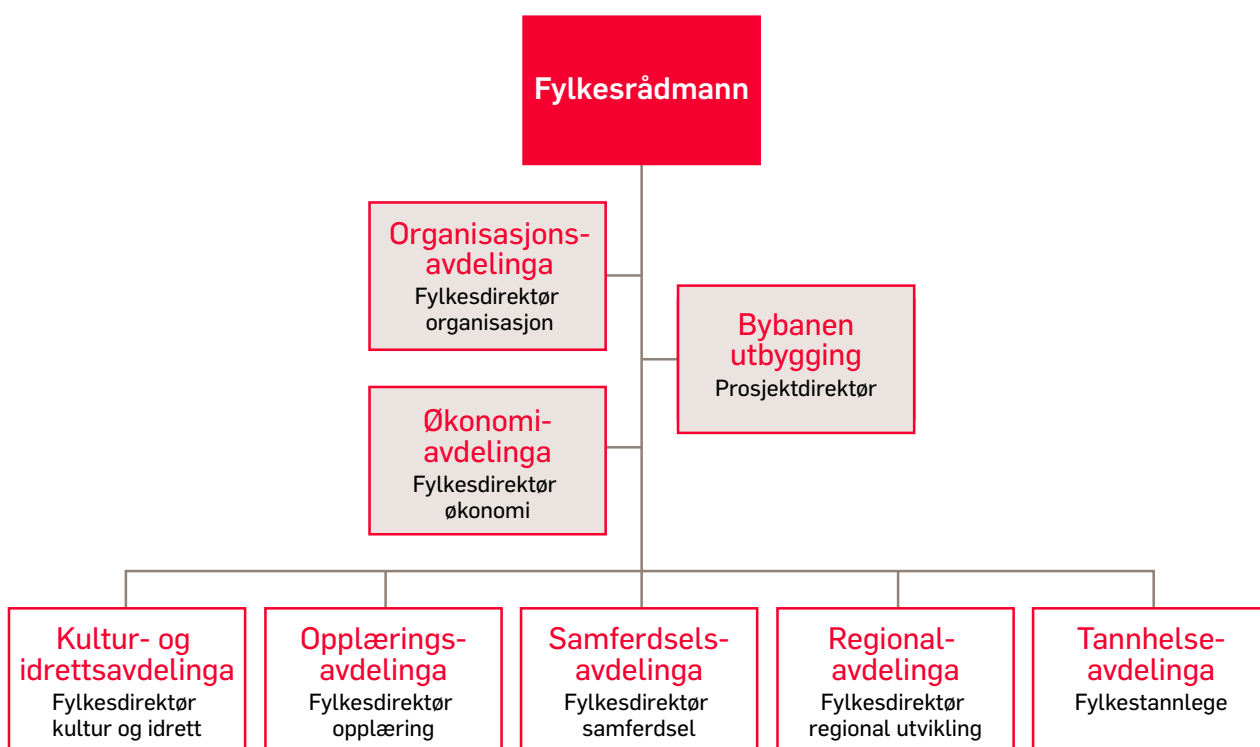 Fylkesrådmann
Organisasjons-
avdelinga
Fylkesdirektør
organisasjon
Bybanen
utbygging
Prosjektdirektør
Økonomi-
avdelinga
Fylkesdirektør
økonomi
Kultur- og
idrettsavdelinga
Fylkesdirektør
kultur og idrett
Opplærings-
avdelinga
Fylkesdirektør
opplæring
Samferdsels-
avdelinga
Fylkesdirektør
samferdsel
Regional-
avdelinga
Fylkesdirektør
regional utvikling
Tannhelse-
avdelinga
Fylkestannlege